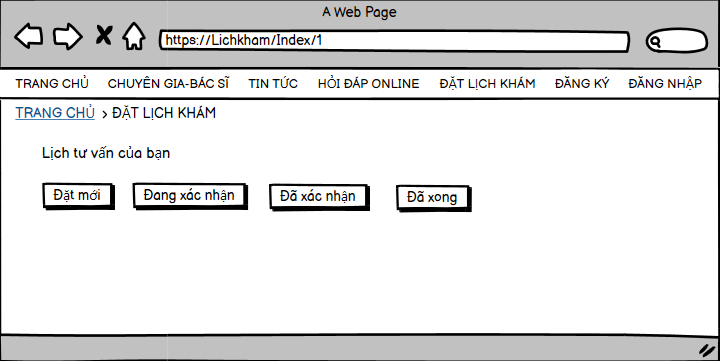 A Web Page
https://Lichkham/Index/1
TRANG CHỦ CHUYÊN GIA-BÁC SĨ TIN TỨC HỎI ĐÁP ONLINE ĐẶT LỊCH KHÁM ĐĂNG KÝ ĐĂNG NHẬP
TRANG CHỦ > ĐẶT LỊCH KHÁM
Lịch tư vấn của bạn
Đặt mới Đang xác nhận Đã xác nhận Đã xong